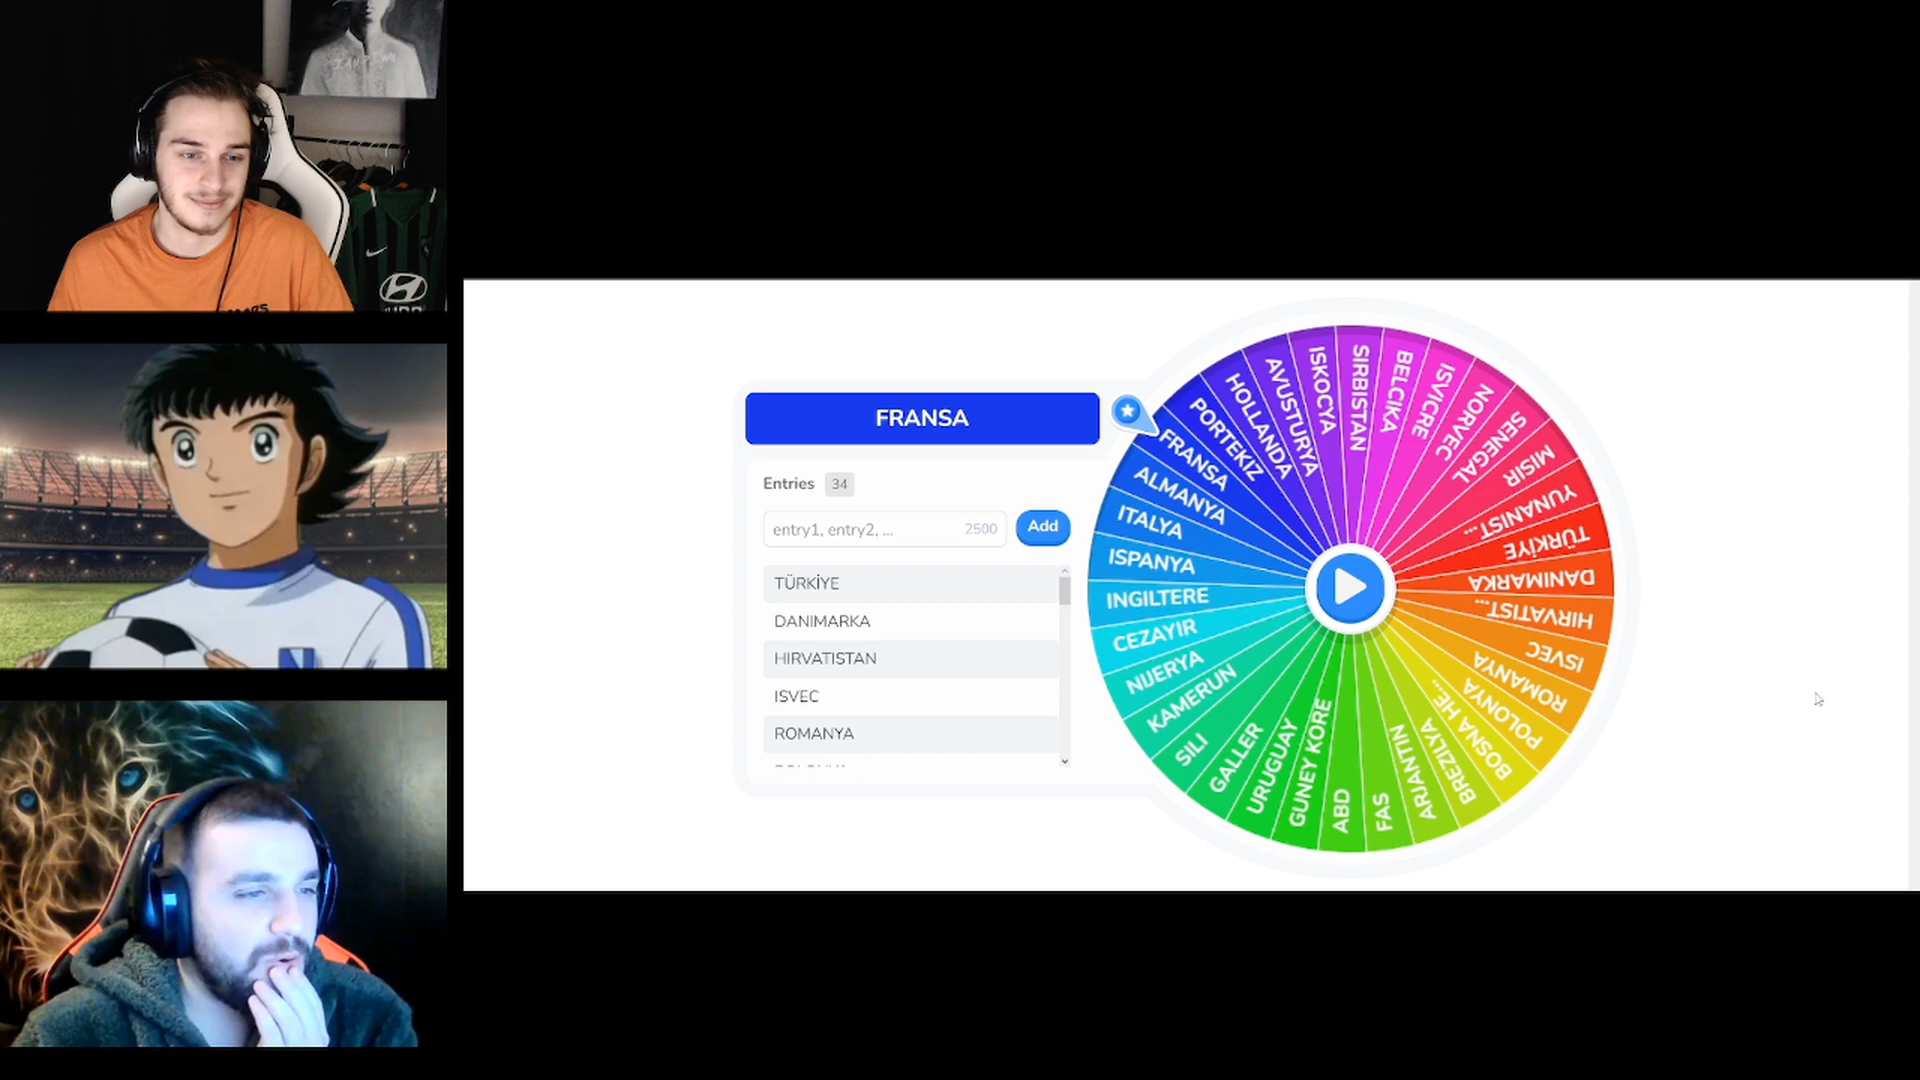 FRANSA
Entries 34
entry1, entry2, ... 2500
Add
TÜRKİYE
DANIMARKA
HIRVATISTAN
ISVEC
ROMANYA
FRANSA
PORTEKIZ
HOLLANDA
AVUSTURYA
ISKOCYA
SIRBISTAN
BELCIKA
ISVICRE
NORVEC
SENEGAL
MISIR
YUNANIST...
TÜRKİYE
DANIMARKA
HIRVATIST...
ISVEC
ROMANYA
POLONYA
BOSNA HE...
BREZILYA
ARJANTIN
FAS
ABD
GUNEY KORE
URUGUAY
GALLER
SILI
KAMERUN
NIJERYA
CEZAYIR
INGILTERE
ISPANYA
ITALYA
ALMANYA